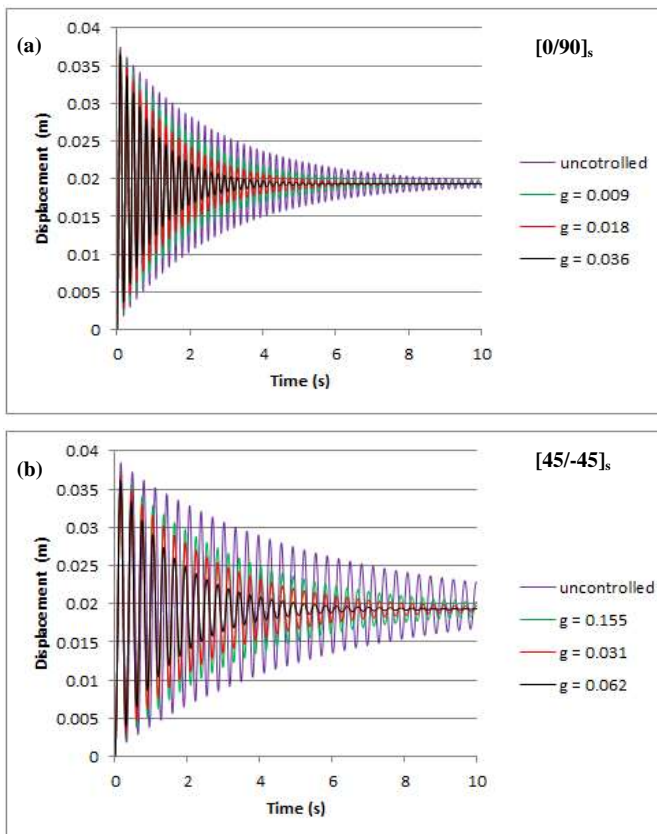 (a)
[0/90]s
0.04
0.035
0.03
0.025
0.02
0.015
0.01
0.005
0
Displacement (m)
0 2 4 6 8 10
Time (s)
uncotrolled
g = 0.009
g = 0.018
g = 0.036
(b)
[45/-45]s
0.04
0.035
0.03
0.025
0.02
0.015
0.01
0.005
0
Displacement (m)
0 2 4 6 8 10
Time (s)
uncontrolled
g = 0.155
g = 0.031
g = 0.062